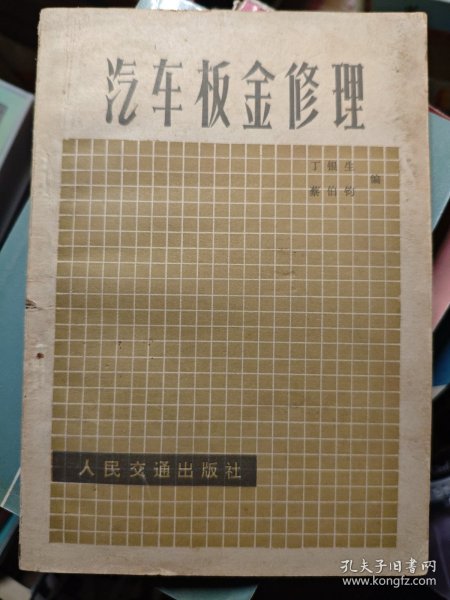 汽车板金修理
丁银生
蔡伯钧
编
人民交通出版社
孔夫子旧书网
www.kongfz.com